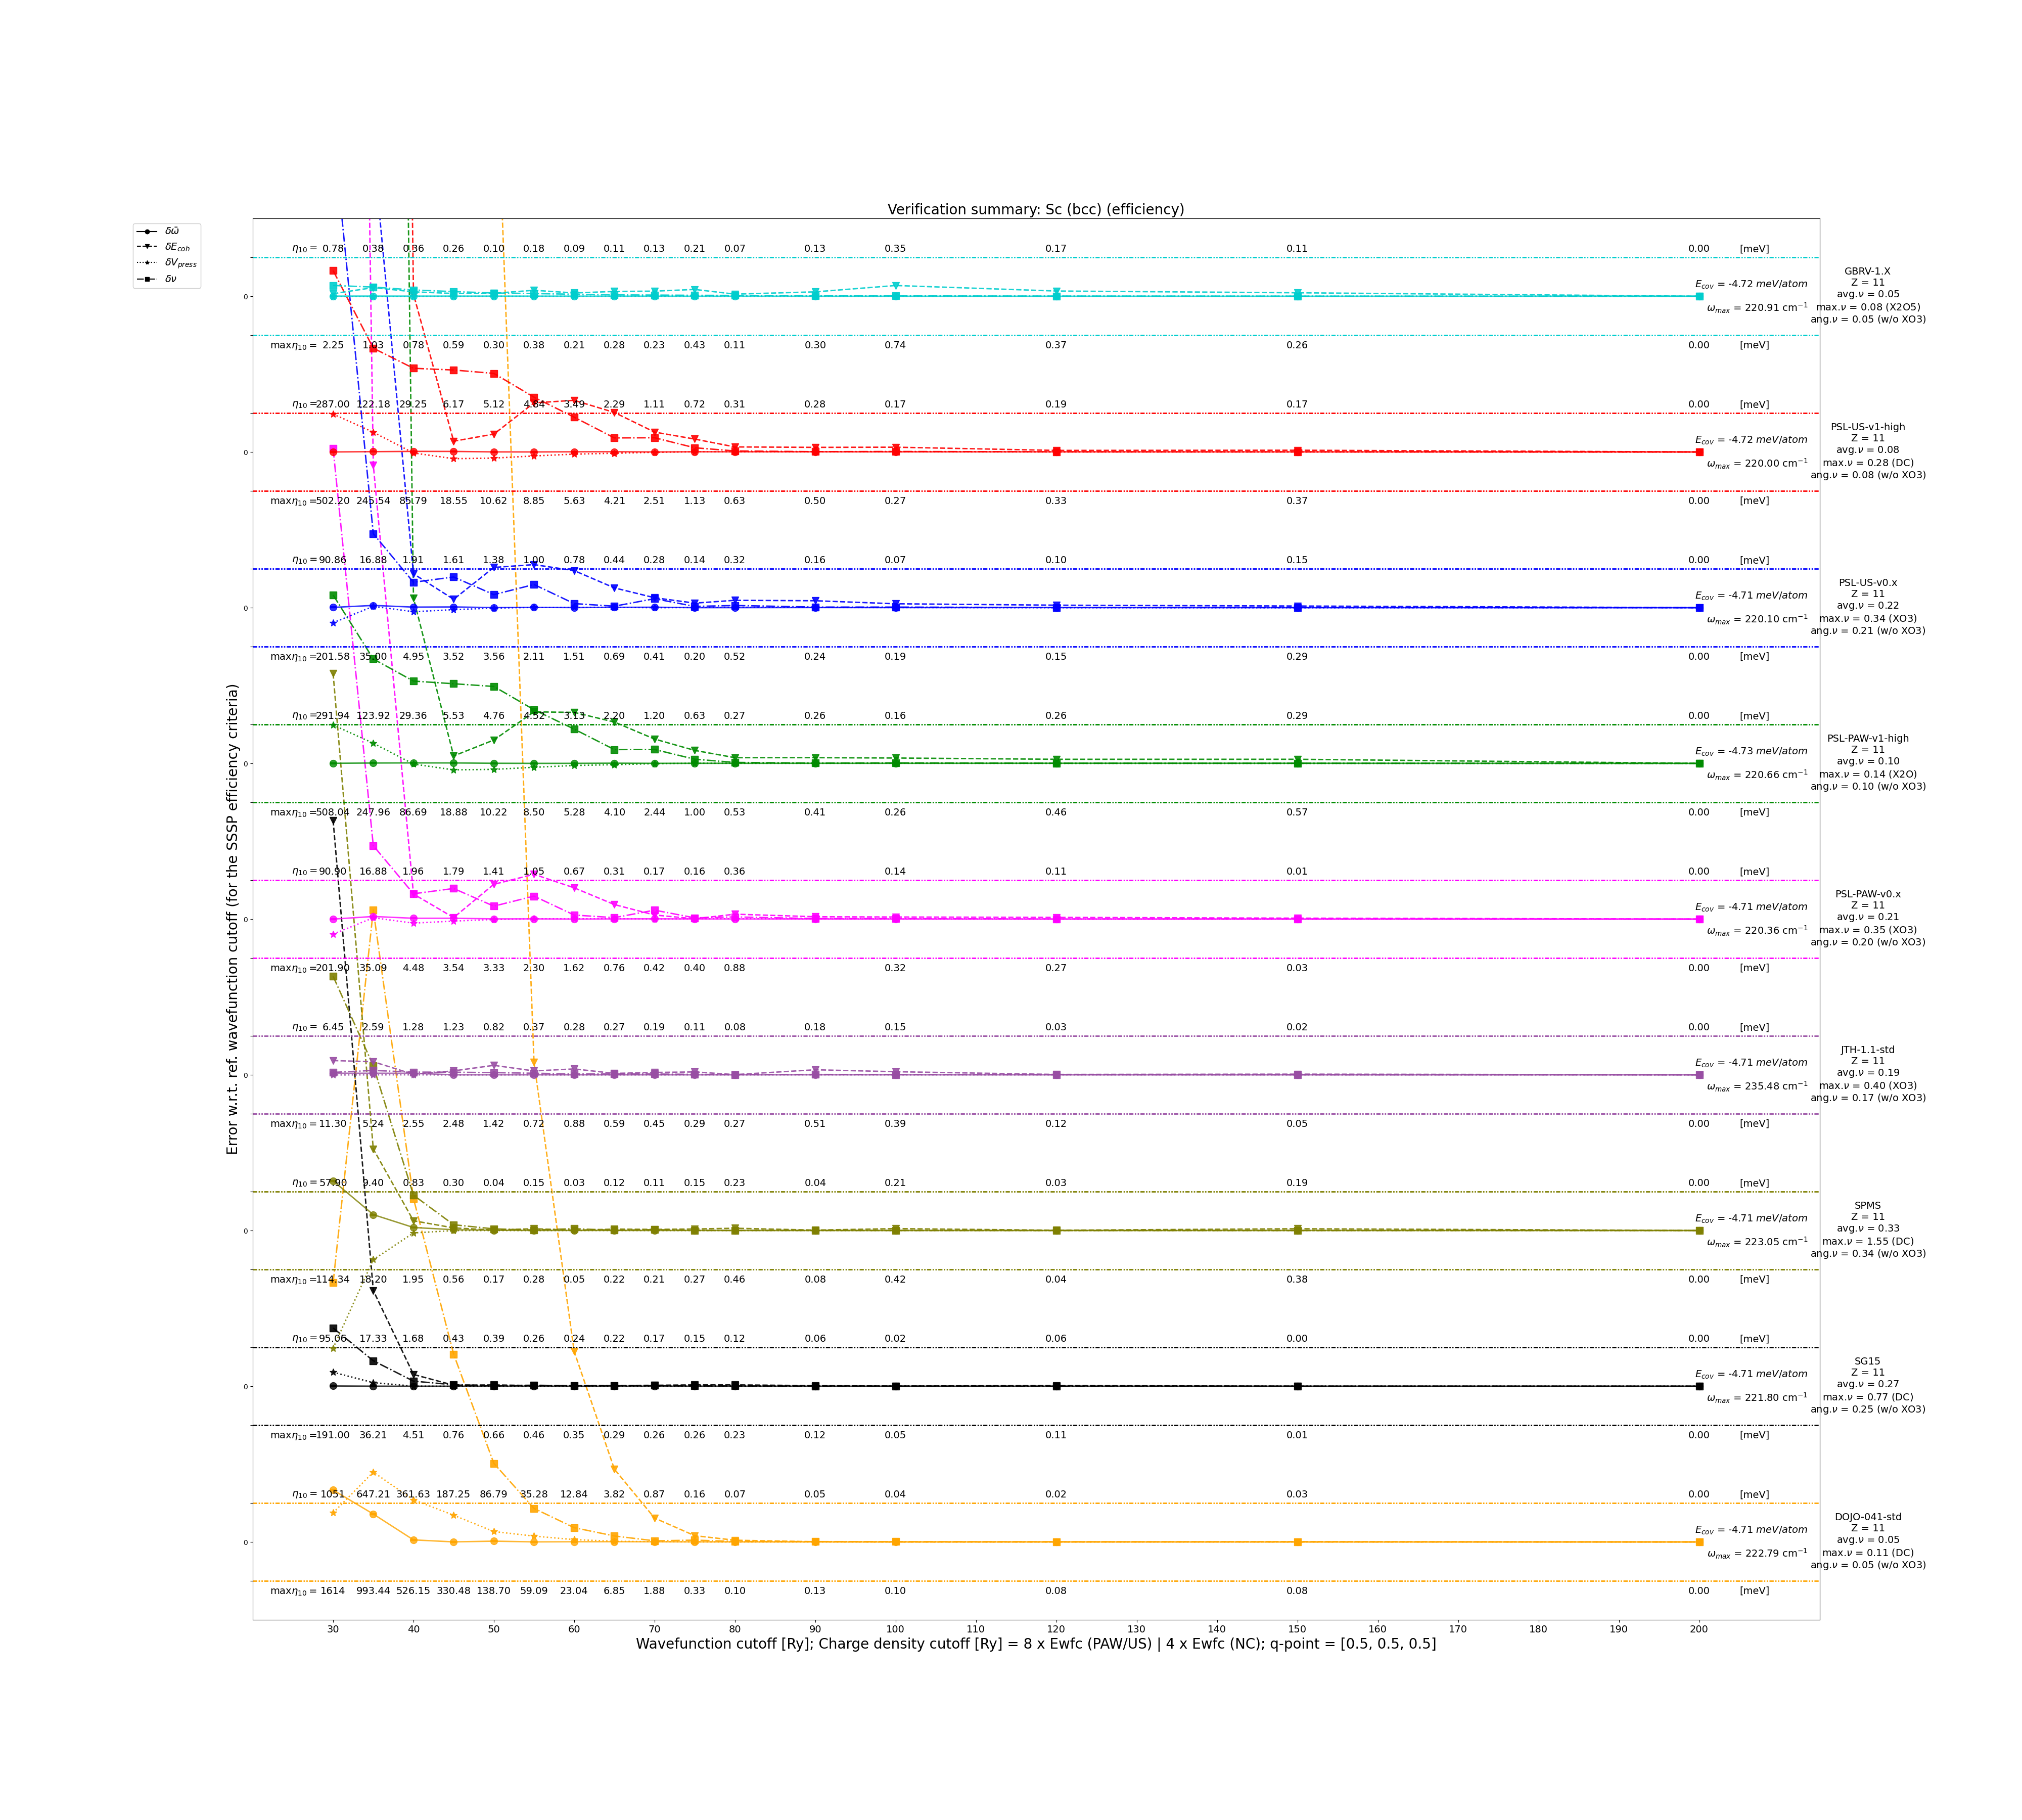 Verification summary: Sc (bcc) (efficiency)
δω̄
δE_coh
δV_press
δν
Error w.r.t. ref. wavefunction cutoff (for the SSSP efficiency criteria)
η₁₀ = 0.78 0.38 0.36 0.26 0.10 0.18 0.09 0.11 0.13 0.21 0.07 0.13 0.35 0.17 0.11 0.00 [meV]
0
E_cov = -4.72 meV/atom
ω_max = 220.91 cm⁻¹
GBRV-1.X
Z = 11
avg.ν = 0.05
max.ν = 0.08 (X2O5)
ang.ν = 0.05 (w/o XO3)
maxη₁₀ = 2.25 1.03 0.78 0.59 0.30 0.38 0.21 0.28 0.23 0.43 0.11 0.30 0.74 0.37 0.26 0.00 [meV]
η₁₀ = 287.00 122.18 29.25 6.17 5.12 4.64 3.49 2.29 1.11 0.72 0.31 0.28 0.17 0.19 0.17 0.00 [meV]
0
E_cov = -4.72 meV/atom
ω_max = 220.00 cm⁻¹
PSL-US-v1-high
Z = 11
avg.ν = 0.08
max.ν = 0.28 (DC)
ang.ν = 0.08 (w/o XO3)
maxη₁₀ = 502.20 245.54 85.79 18.55 10.62 8.85 5.63 4.21 2.51 1.13 0.63 0.50 0.27 0.33 0.37 0.00 [meV]
η₁₀ = 90.86 16.88 1.91 1.61 1.38 1.00 0.78 0.44 0.28 0.14 0.32 0.16 0.07 0.10 0.15 0.00 [meV]
0
E_cov = -4.71 meV/atom
ω_max = 220.10 cm⁻¹
PSL-US-v0.x
Z = 11
avg.ν = 0.22
max.ν = 0.34 (XO3)
ang.ν = 0.21 (w/o XO3)
maxη₁₀ = 201.58 35.00 4.95 3.52 3.56 2.11 1.51 0.69 0.41 0.20 0.52 0.24 0.19 0.15 0.29 0.00 [meV]
η₁₀ = 291.94 123.92 29.36 5.53 4.76 4.52 3.13 2.20 1.20 0.63 0.27 0.26 0.16 0.26 0.29 0.00 [meV]
0
E_cov = -4.73 meV/atom
ω_max = 220.66 cm⁻¹
PSL-PAW-v1-high
Z = 11
avg.ν = 0.10
max.ν = 0.14 (X2O)
ang.ν = 0.10 (w/o XO3)
maxη₁₀ = 508.04 247.96 86.69 18.88 10.22 8.50 5.28 4.10 2.44 1.00 0.53 0.41 0.26 0.46 0.57 0.00 [meV]
η₁₀ = 90.90 16.88 1.96 1.79 1.41 1.05 0.67 0.31 0.17 0.16 0.36 0.14 0.11 0.01 0.00 [meV]
0
E_cov = -4.71 meV/atom
ω_max = 220.36 cm⁻¹
PSL-PAW-v0.x
Z = 11
avg.ν = 0.21
max.ν = 0.35 (XO3)
ang.ν = 0.20 (w/o XO3)
maxη₁₀ = 201.90 35.09 4.48 3.54 3.33 2.30 1.62 0.76 0.42 0.40 0.88 0.32 0.27 0.03 0.00 [meV]
η₁₀ = 6.45 2.59 1.28 1.23 0.82 0.37 0.28 0.27 0.19 0.11 0.08 0.18 0.15 0.03 0.02 0.00 [meV]
0
E_cov = -4.71 meV/atom
ω_max = 235.48 cm⁻¹
JTH-1.1-std
Z = 11
avg.ν = 0.19
max.ν = 0.40 (XO3)
ang.ν = 0.17 (w/o XO3)
maxη₁₀ = 11.30 5.24 2.55 2.48 1.42 0.72 0.88 0.59 0.45 0.29 0.27 0.51 0.39 0.12 0.05 0.00 [meV]
η₁₀ = 57.90 9.40 0.83 0.30 0.04 0.15 0.03 0.12 0.11 0.15 0.23 0.04 0.21 0.03 0.19 0.00 [meV]
0
E_cov = -4.71 meV/atom
ω_max = 223.05 cm⁻¹
SPMS
Z = 11
avg.ν = 0.33
max.ν = 1.55 (DC)
ang.ν = 0.34 (w/o XO3)
maxη₁₀ = 114.34 18.20 1.95 0.56 0.17 0.28 0.05 0.22 0.21 0.27 0.46 0.08 0.42 0.04 0.38 0.00 [meV]
η₁₀ = 95.06 17.33 1.68 0.43 0.39 0.26 0.24 0.22 0.17 0.15 0.12 0.06 0.02 0.06 0.00 0.00 [meV]
0
E_cov = -4.71 meV/atom
ω_max = 221.80 cm⁻¹
SG15
Z = 11
avg.ν = 0.27
max.ν = 0.77 (DC)
ang.ν = 0.25 (w/o XO3)
maxη₁₀ = 191.00 36.21 4.51 0.76 0.66 0.46 0.35 0.29 0.26 0.26 0.23 0.12 0.05 0.11 0.01 0.00 [meV]
η₁₀ = 1051 647.21 361.63 187.25 86.79 35.28 12.84 3.82 0.87 0.16 0.07 0.05 0.04 0.02 0.03 0.00 [meV]
0
E_cov = -4.71 meV/atom
ω_max = 222.79 cm⁻¹
DOJO-041-std
Z = 11
avg.ν = 0.05
max.ν = 0.11 (DC)
ang.ν = 0.05 (w/o XO3)
maxη₁₀ = 1614 993.44 526.15 330.48 138.70 59.09 23.04 6.85 1.88 0.33 0.10 0.13 0.10 0.08 0.08 0.00 [meV]
30 40 50 60 70 80 90 100 110 120 130 140 150 160 170 180 190 200
Wavefunction cutoff [Ry]; Charge density cutoff [Ry] = 8 x Ewfc (PAW/US) | 4 x Ewfc (NC); q-point = [0.5, 0.5, 0.5]